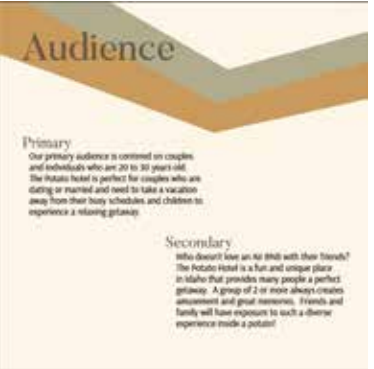 Audience
Primary
Our primary audience is centered on couples
and individuals who are 20 to 30 years old.
The Potato Hotel is perfect for couples who are
dating or married and need to take a vacation
away from their busy schedules and children to
experience a relaxing getaway.
Secondary
Who doesn't love an Air BNB with their friends?
The Potato Hotel is a fun and unique place
in Idaho that provides many people a perfect
getaway. A group of 2 or more always creates
amusement and great memories. Friends and
family will have exposure to such a diverse
experience inside a potato!